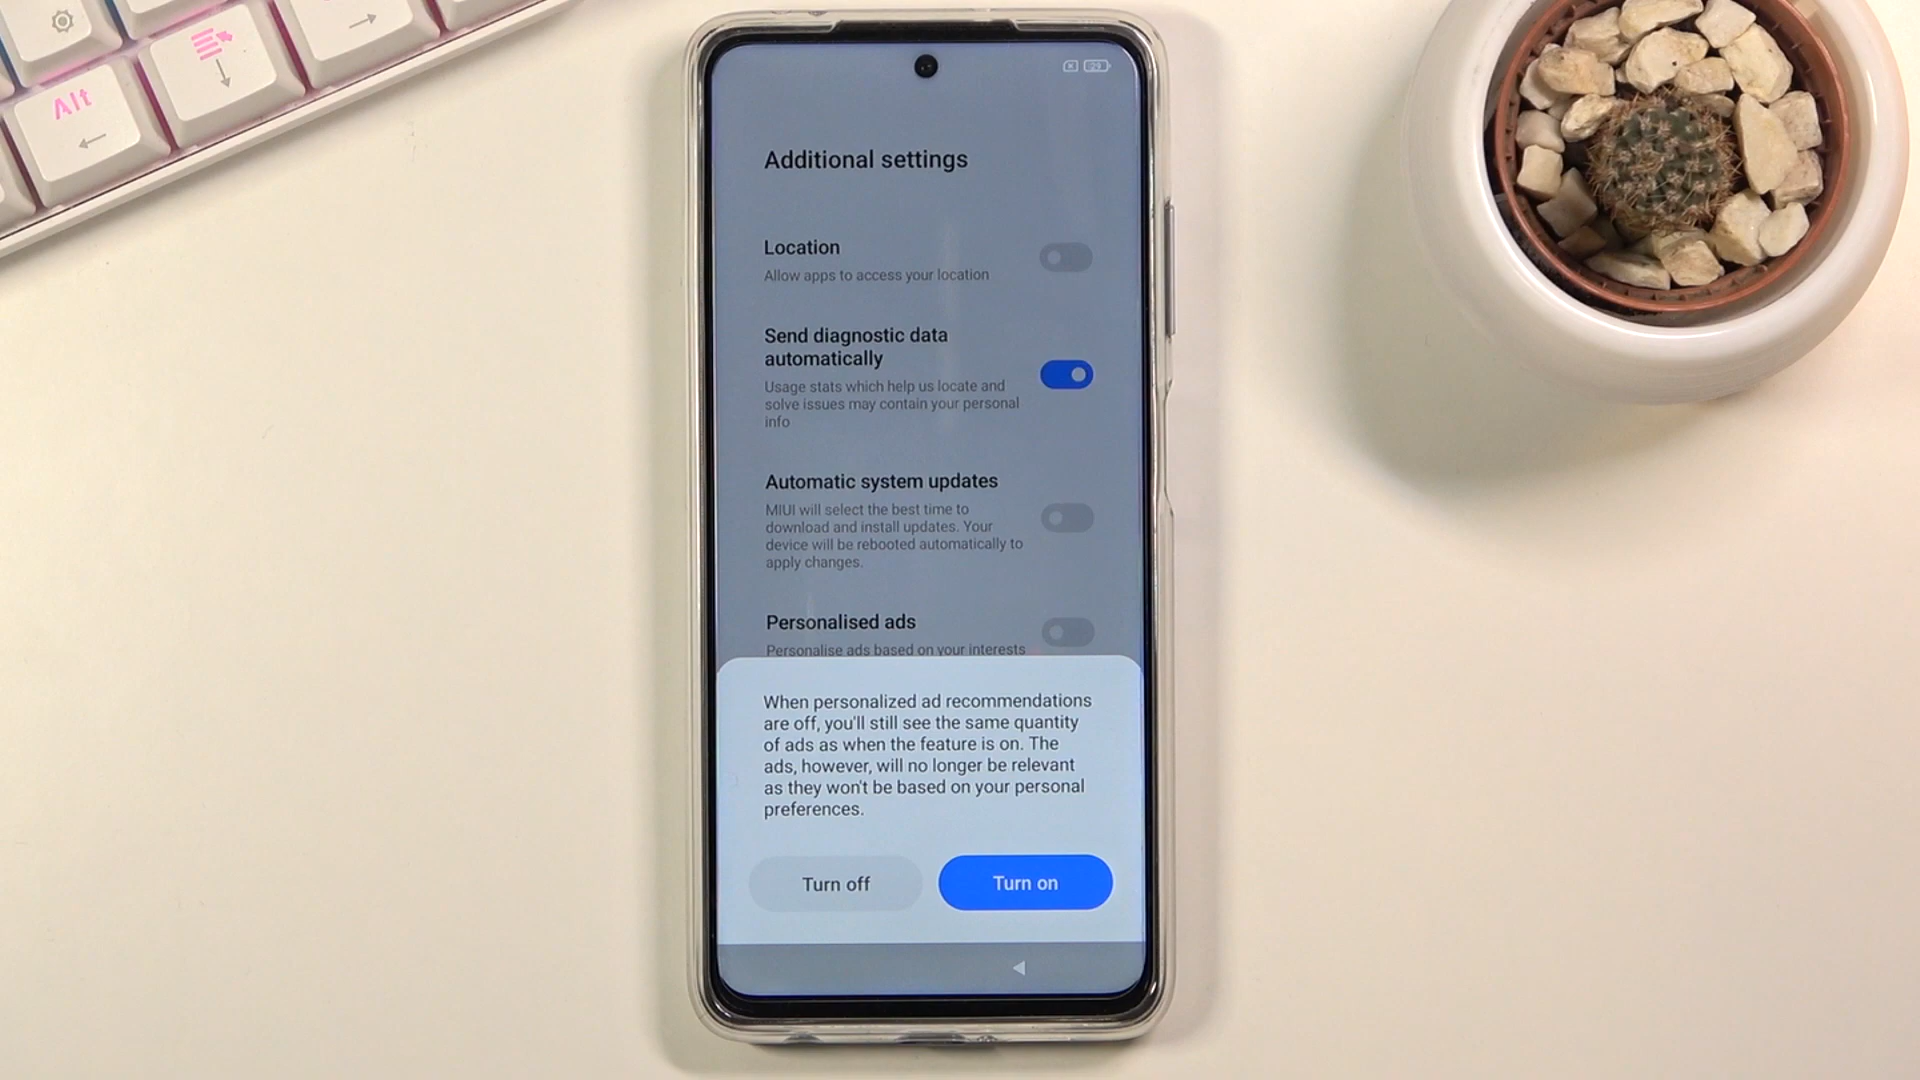 Alt
29
Additional settings
Location
Allow apps to access your location
Send diagnostic data
automatically
Usage stats which help us locate and
solve issues may contain your personal
info
Automatic system updates
MIUI will select the best time to
download and install updates. Your
device will be rebooted automatically to
apply changes.
Personalised ads
Personalise ads based on your interests
When personalized ad recommendations
are off, you'll still see the same quantity
of ads as when the feature is on. The
ads, however, will no longer be relevant
as they won't be based on your personal
preferences.
Turn off
Turn on